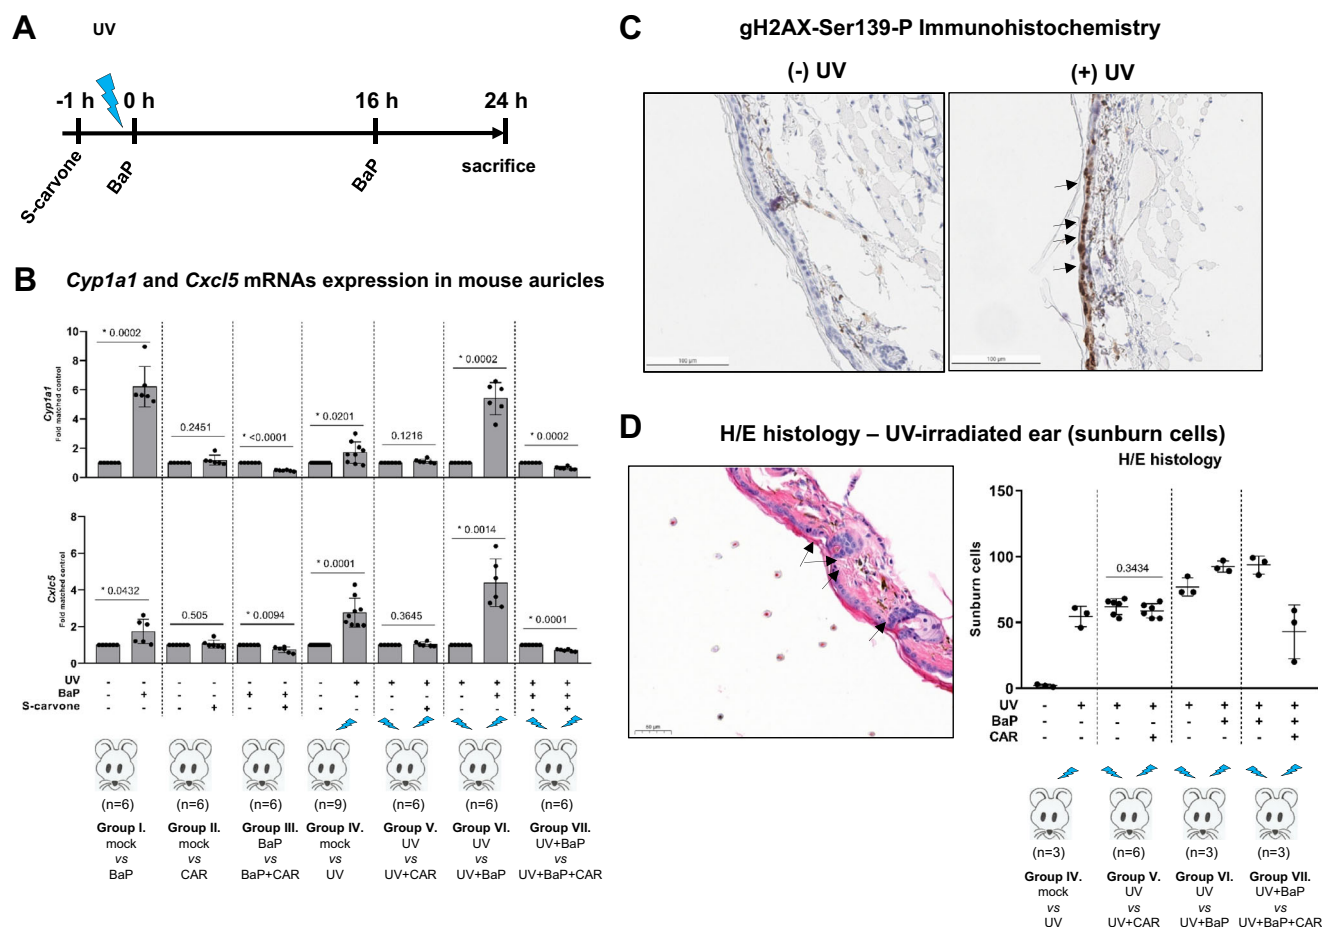 A
UV
-1 h
0 h
16 h
24 h
S-carvone
BaP
BaP
sacrifice
B
Cyp1a1 and Cxcl5 mRNAs expression in mouse auricles
Cyp1a1
Fold matched control
10
8
6
4
2
0
* 0.0002
0.2451
* <0.0001
* 0.0201
0.1216
* 0.0002
* 0.0002
Cxlc5
Fold matched control
8
6
4
2
0
* 0.0432
0.505
* 0.0094
* 0.0001
0.3645
* 0.0014
* 0.0001
UV - - - - - - - + + + + + + +
BaP - + - - + + - - - - - + + +
S-carvone - - - + - + - - - + - - - +
(n=6) (n=6) (n=6) (n=9) (n=6) (n=6) (n=6)
Group I. Group II. Group III. Group IV. Group V. Group VI. Group VII.
mock mock BaP mock UV UV UV+BaP
vs vs vs vs vs vs vs
BaP CAR BaP+CAR UV UV+CAR UV+BaP UV+BaP+CAR
C
gH2AX-Ser139-P Immunohistochemistry
(-) UV
(+) UV
100 µm
100 µm
D
H/E histology – UV-irradiated ear (sunburn cells)
H/E histology
50 µm
Sunburn cells
150
100
50
0
0.3434
UV - + + + + + + +
BaP - - - - - + + +
CAR - - - + - - - +
(n=3) (n=6) (n=3) (n=3)
Group IV. Group V. Group VI. Group VII.
mock UV UV UV+BaP
vs vs vs vs
UV UV+CAR UV+BaP UV+BaP+CAR